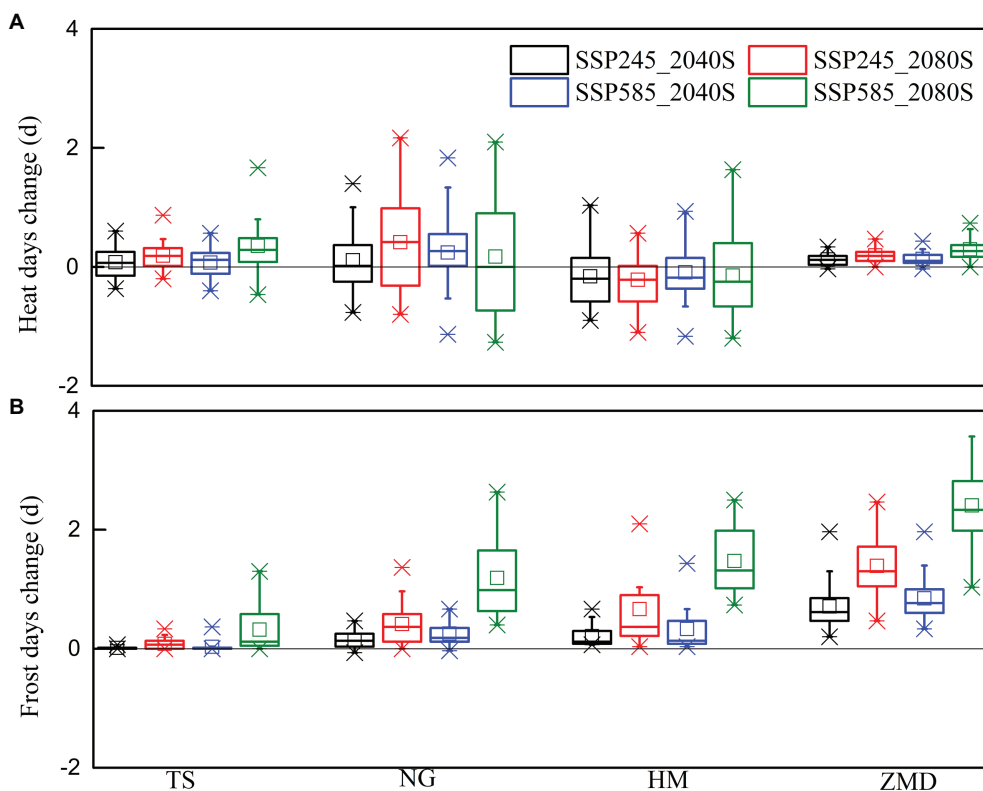 A
4
SSP245_2040S
SSP245_2080S
SSP585_2040S
SSP585_2080S
Heat days change (d)
2
0
-2
B
4
Frost days change (d)
2
0
-2
TS
NG
HM
ZMD